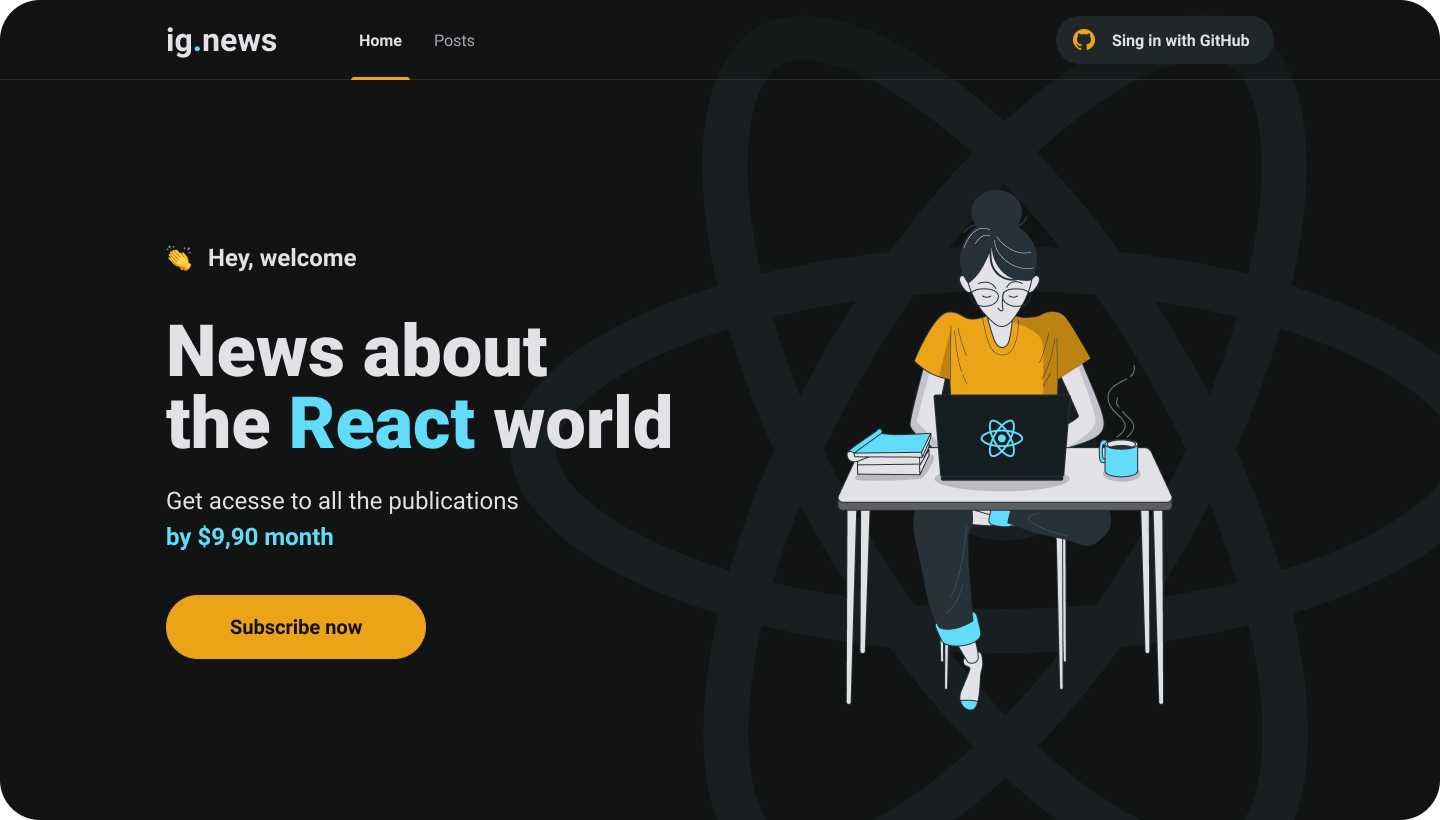 ig.news
Home
Posts
Sing in with GitHub
👏 Hey, welcome
News about
the React world
Get acesse to all the publications
by $9,90 month
Subscribe now